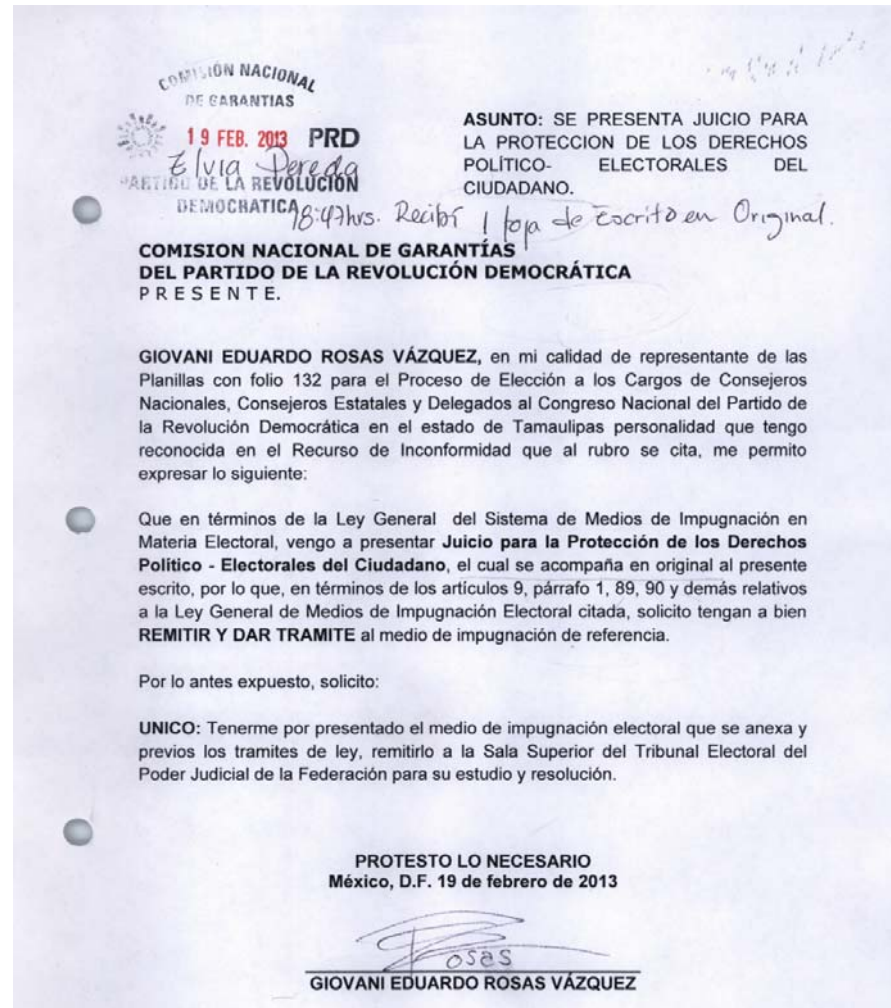 COMISIÓN NACIONAL
DE GARANTIAS
19 FEB. 2013 PRD
Elvia Pereda
PARTIDO DE LA REVOLUCIÓN
DEMOCRATICA
18:47hrs. Recibí 1 foja de Escrito en Original.
ASUNTO: SE PRESENTA JUICIO PARA
LA PROTECCION DE LOS DERECHOS
POLÍTICO- ELECTORALES DEL
CIUDADANO.
COMISION NACIONAL DE GARANTÍAS
DEL PARTIDO DE LA REVOLUCIÓN DEMOCRÁTICA
P R E S E N T E.
GIOVANI EDUARDO ROSAS VÁZQUEZ, en mi calidad de representante de las
Planillas con folio 132 para el Proceso de Elección a los Cargos de Consejeros
Nacionales, Consejeros Estatales y Delegados al Congreso Nacional del Partido de
la Revolución Democrática en el estado de Tamaulipas personalidad que tengo
reconocida en el Recurso de Inconformidad que al rubro se cita, me permito
expresar lo siguiente:
Que en términos de la Ley General del Sistema de Medios de Impugnación en
Materia Electoral, vengo a presentar Juicio para la Protección de los Derechos
Político - Electorales del Ciudadano, el cual se acompaña en original al presente
escrito, por lo que, en términos de los artículos 9, párrafo 1, 89, 90 y demás relativos
a la Ley General de Medios de Impugnación Electoral citada, solicito tengan a bien
REMITIR Y DAR TRAMITE al medio de impugnación de referencia.
Por lo antes expuesto, solicito:
UNICO: Tenerme por presentado el medio de impugnación electoral que se anexa y
previos los tramites de ley, remitirlo a la Sala Superior del Tribunal Electoral del
Poder Judicial de la Federación para su estudio y resolución.
PROTESTO LO NECESARIO
México, D.F. 19 de febrero de 2013
Rosas
GIOVANI EDUARDO ROSAS VÁZQUEZ